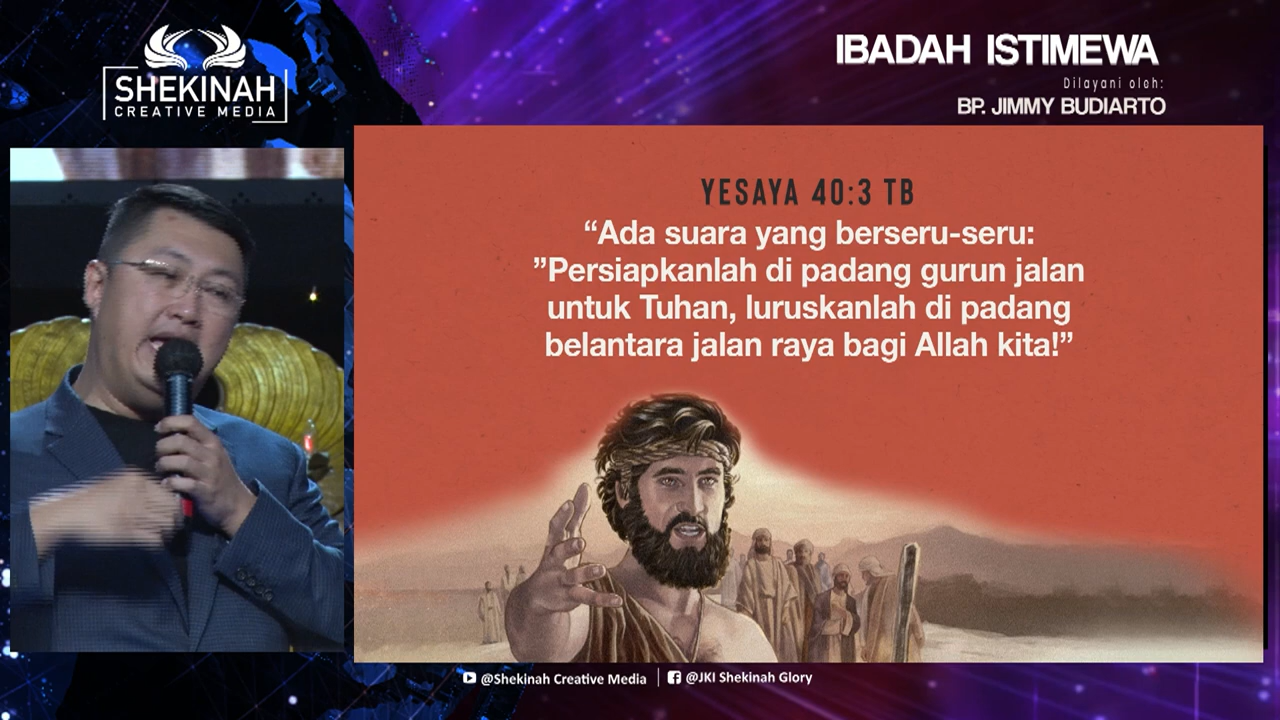 SHEKINAH
CREATIVE MEDIA
IBADAH ISTIMEWA
Dilayani oleh:
BP. JIMMY BUDIARTO
YESAYA 40:3 TB
“Ada suara yang berseru-seru:
”Persiapkanlah di padang gurun jalan
untuk Tuhan, luruskanlah di padang
belantara jalan raya bagi Allah kita!”
@Shekinah Creative Media | @JKI Shekinah Glory